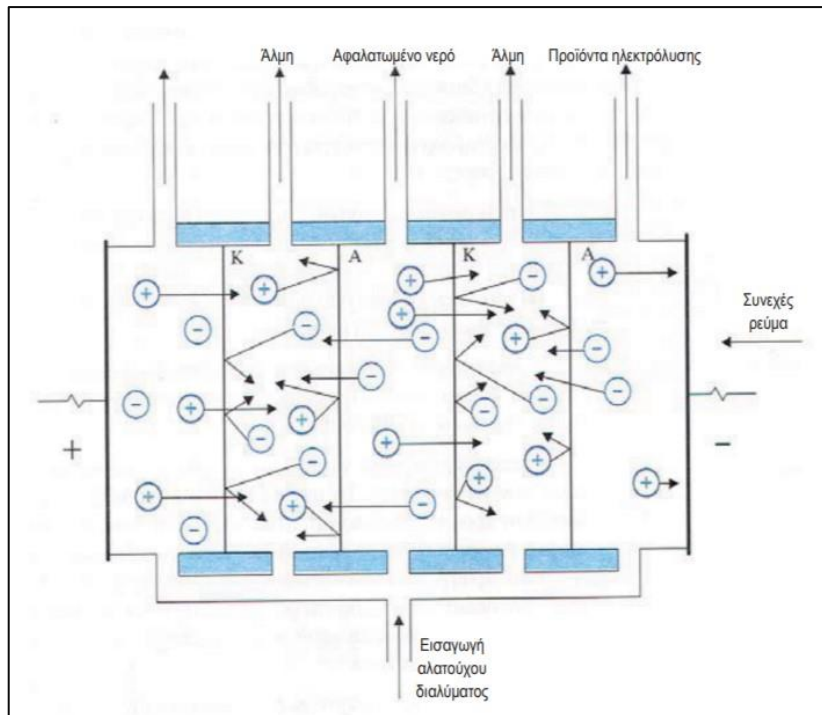 Άλμη
Αφαλατωμένο νερό
Άλμη
Προϊόντα ηλεκτρόλυσης
K
A
K
A
Συνεχές
ρεύμα
+
−
Εισαγωγή
αλατούχου
διαλύματος